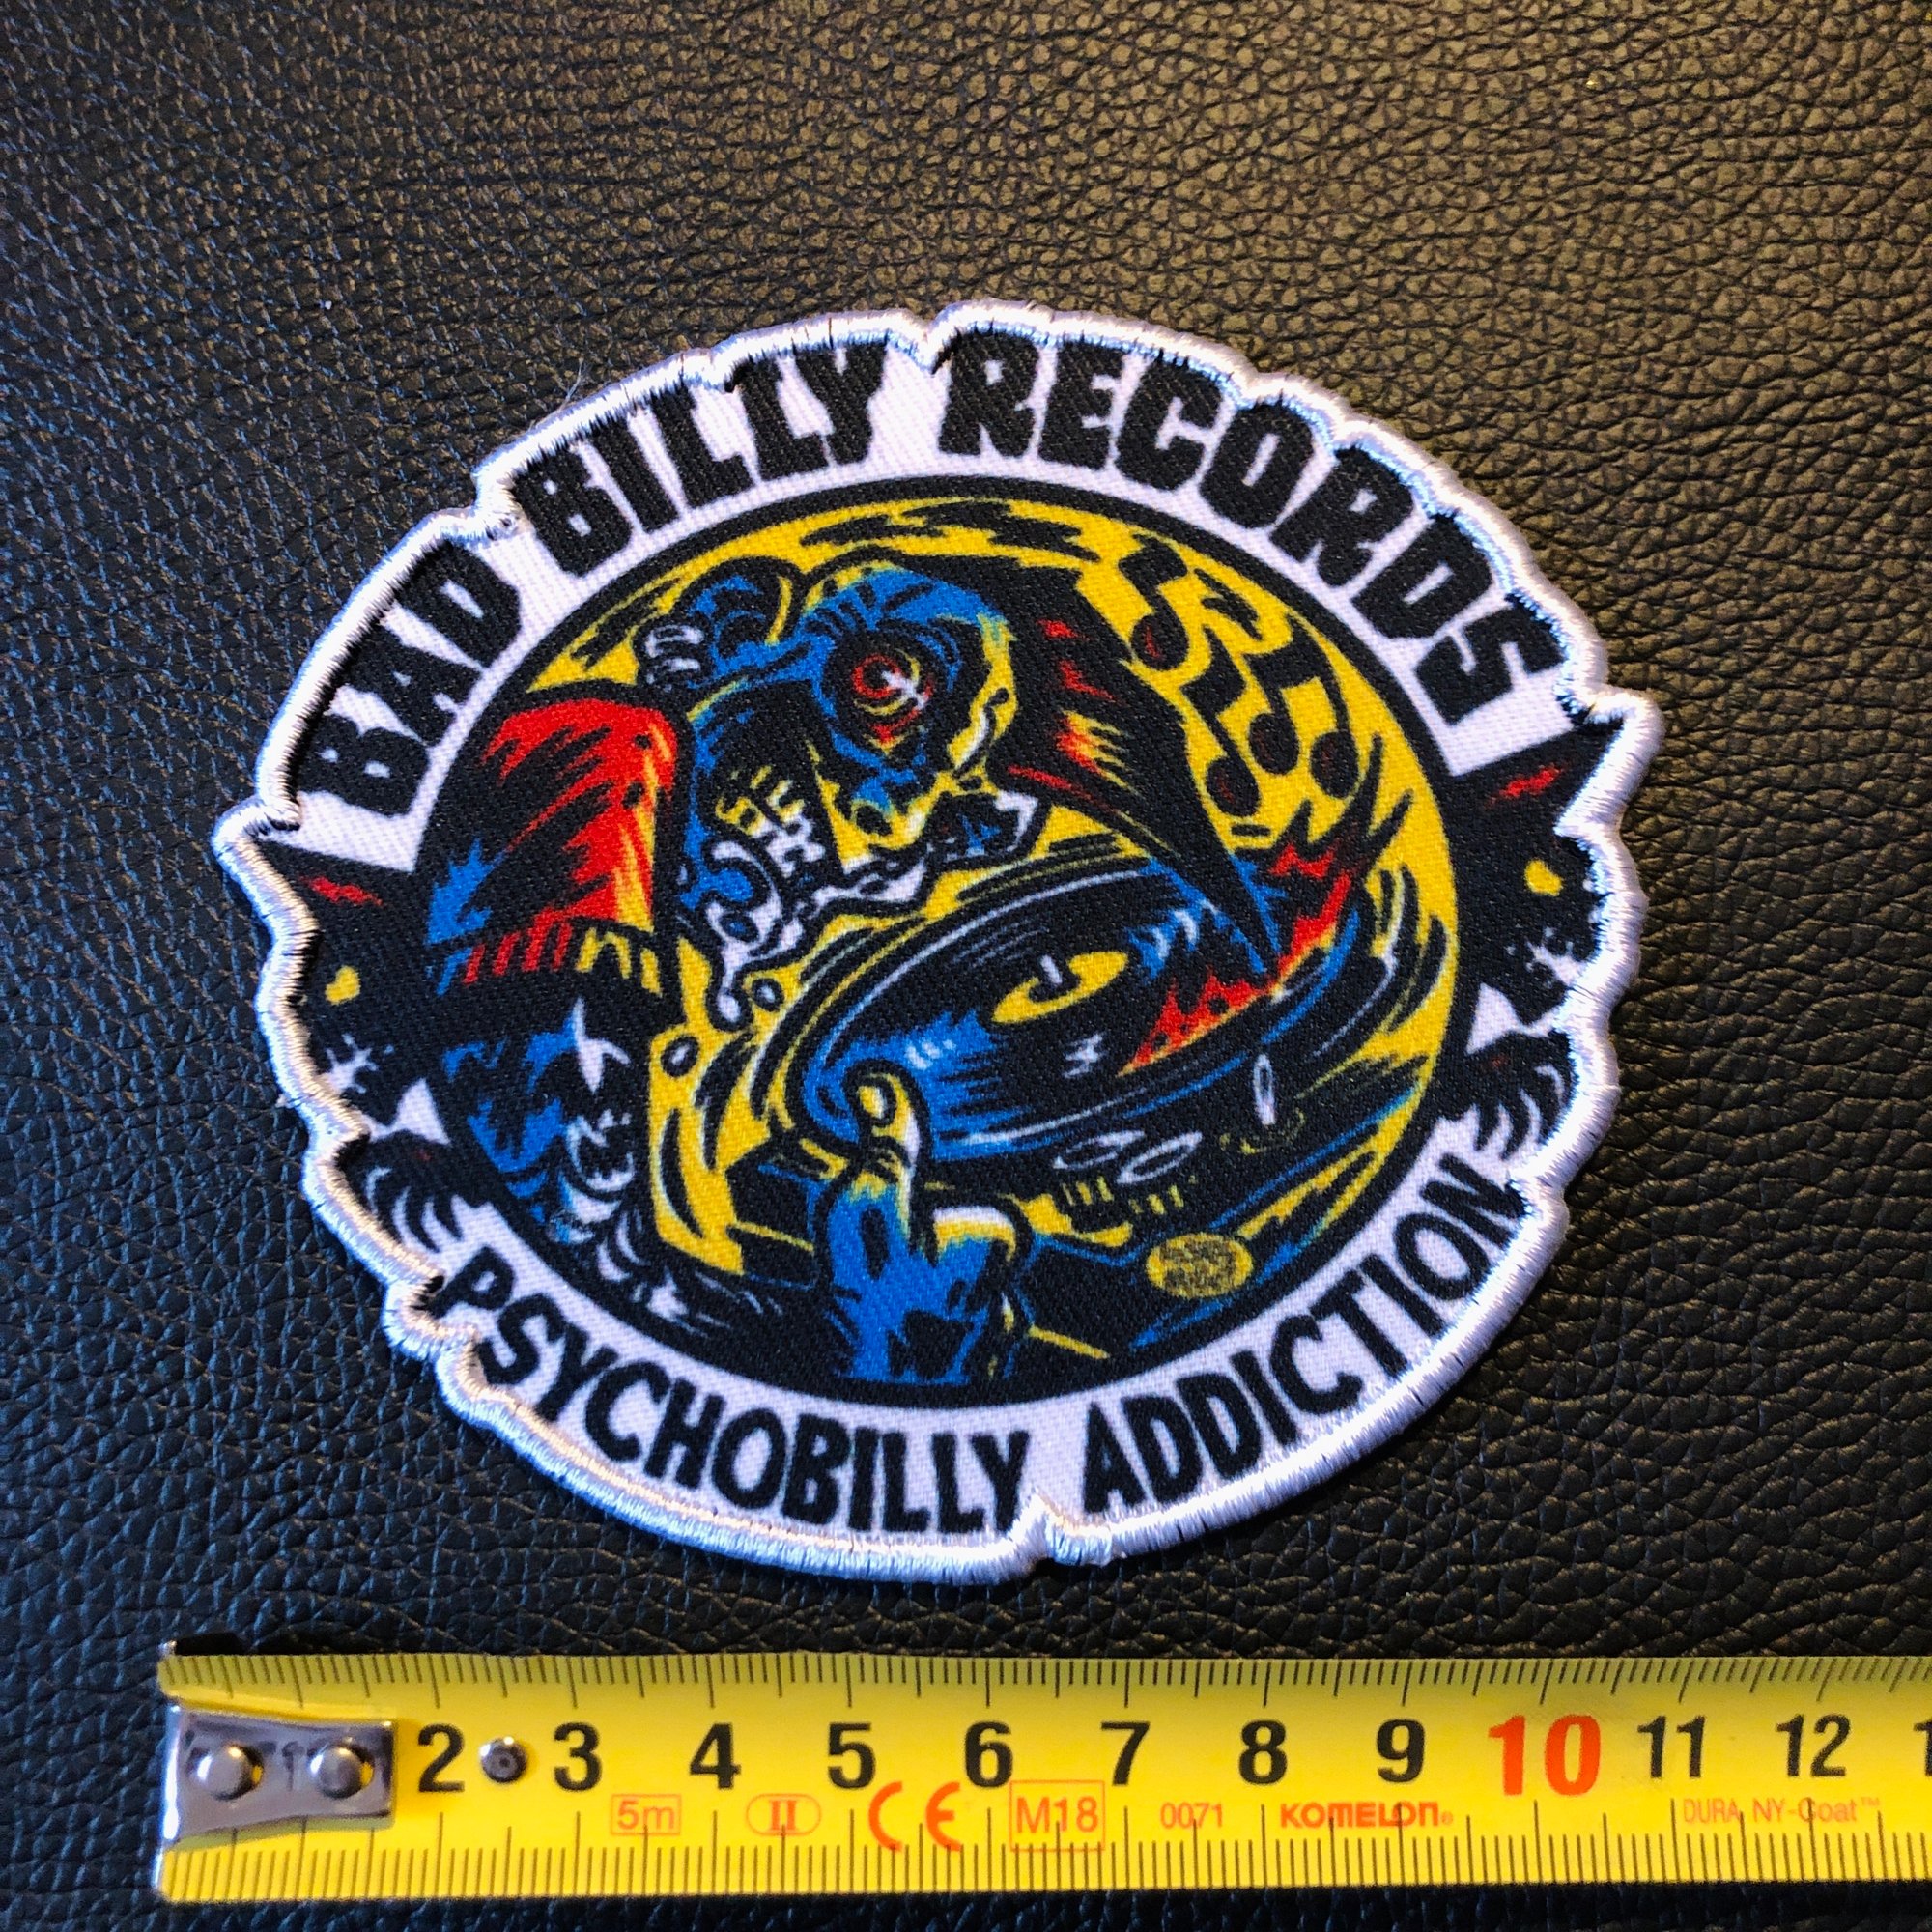 BAD BILLY RECORDS
PSYCHOBILLY ADDICTION
1 2 3 4 5 6 7 8 9 10 11 12
5m II CE M18 0071 KOMELON® DURA NY-Coat™